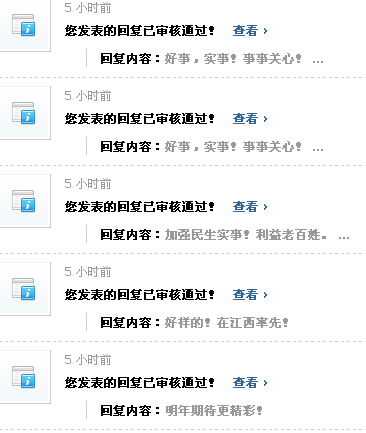 5 小时前
您发表的回复已审核通过！ 查看 ›
回复内容：好事，实事！事事关心！ ...
5 小时前
您发表的回复已审核通过！ 查看 ›
回复内容：好事，实事！事事关心！ ...
5 小时前
您发表的回复已审核通过！ 查看 ›
回复内容：加强民生实事！利益老百姓。 ...
5 小时前
您发表的回复已审核通过！ 查看 ›
回复内容：好样的！在江西率先！
5 小时前
您发表的回复已审核通过！ 查看 ›
回复内容：明年期待更精彩！